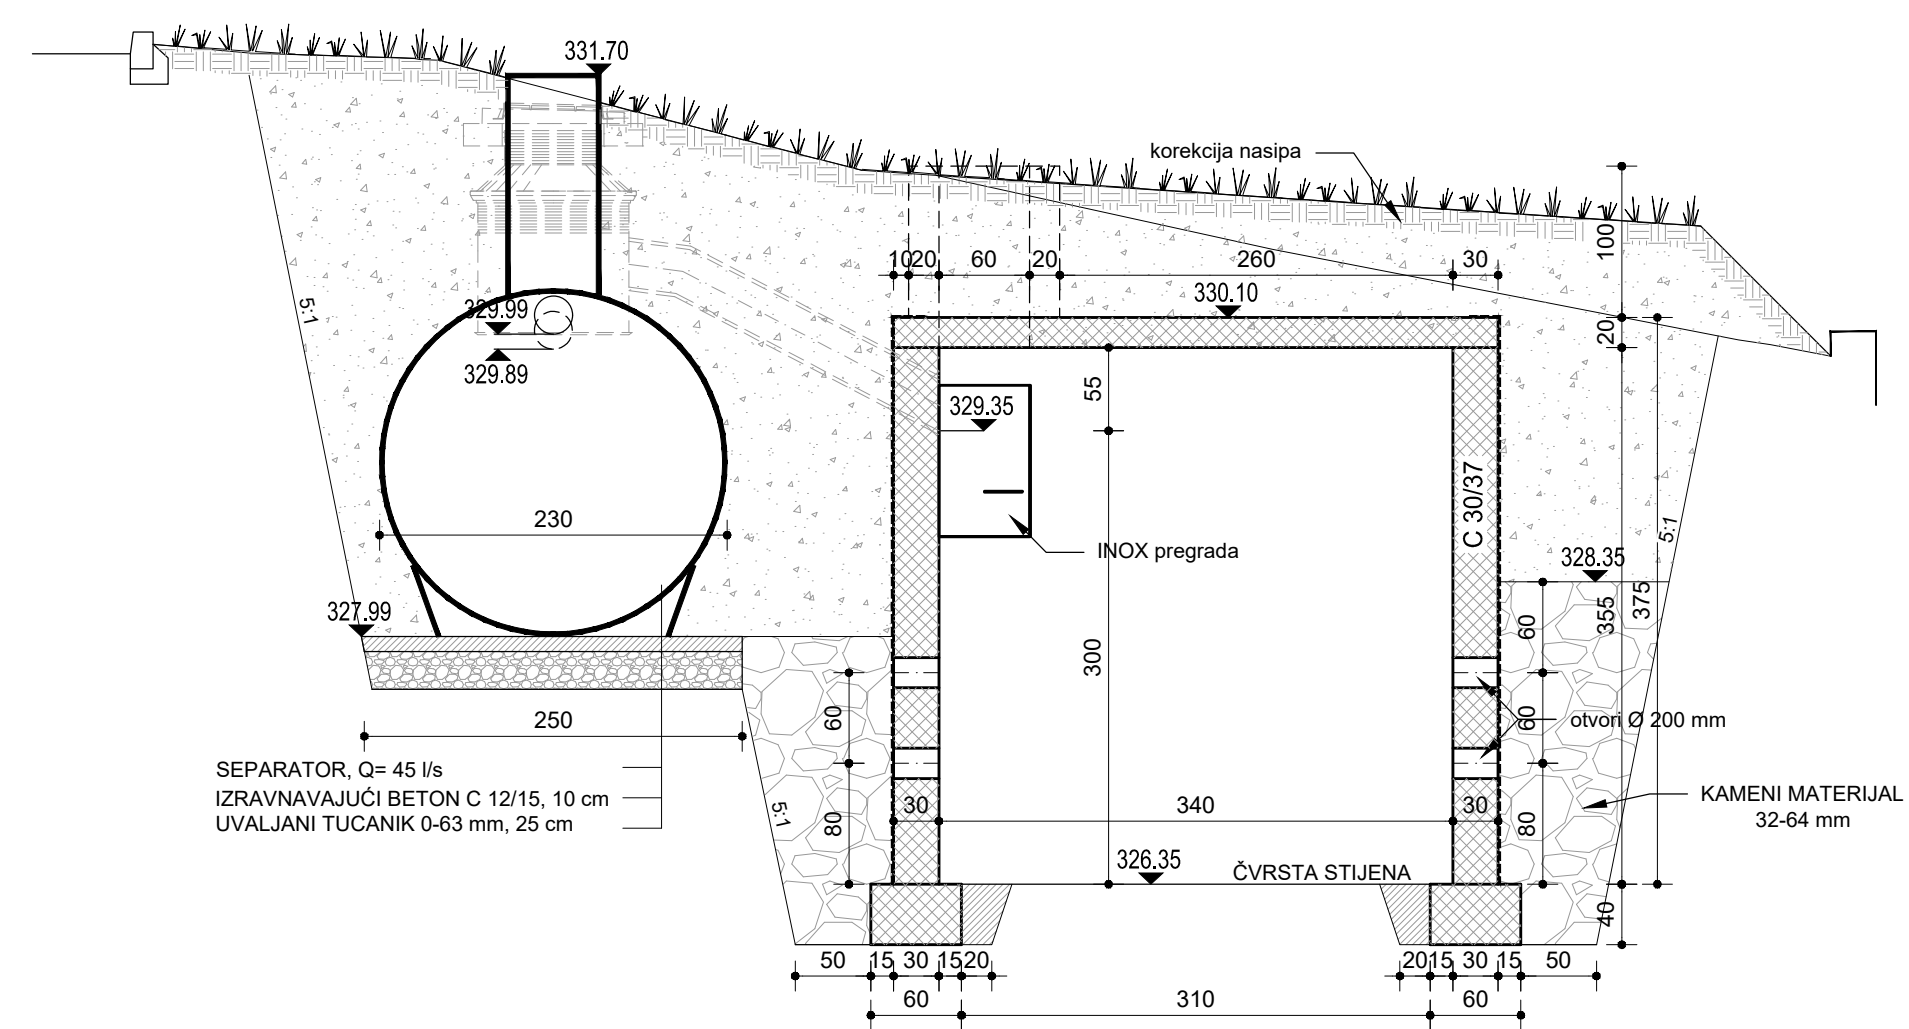 331.70
korekcija nasipa
100
10 20 60 20 260 30
330.10
5:1
329.99
329.89
20
55
329.35
C 30/37
230
INOX pregrada
5:1
328.35
327.99
60
355
375
300
60
250
60
otvori Ø 200 mm
SEPARATOR, Q= 45 l/s
IZRAVNAVAJUĆI BETON C 12/15, 10 cm
UVALJANI TUCANIK 0-63 mm, 25 cm
5:1
80
30 340 30
80
KAMENI MATERIJAL
32-64 mm
326.35
ČVRSTA STIJENA
40
50 15 30 15 20 20 15 30 15 50
60 310 60